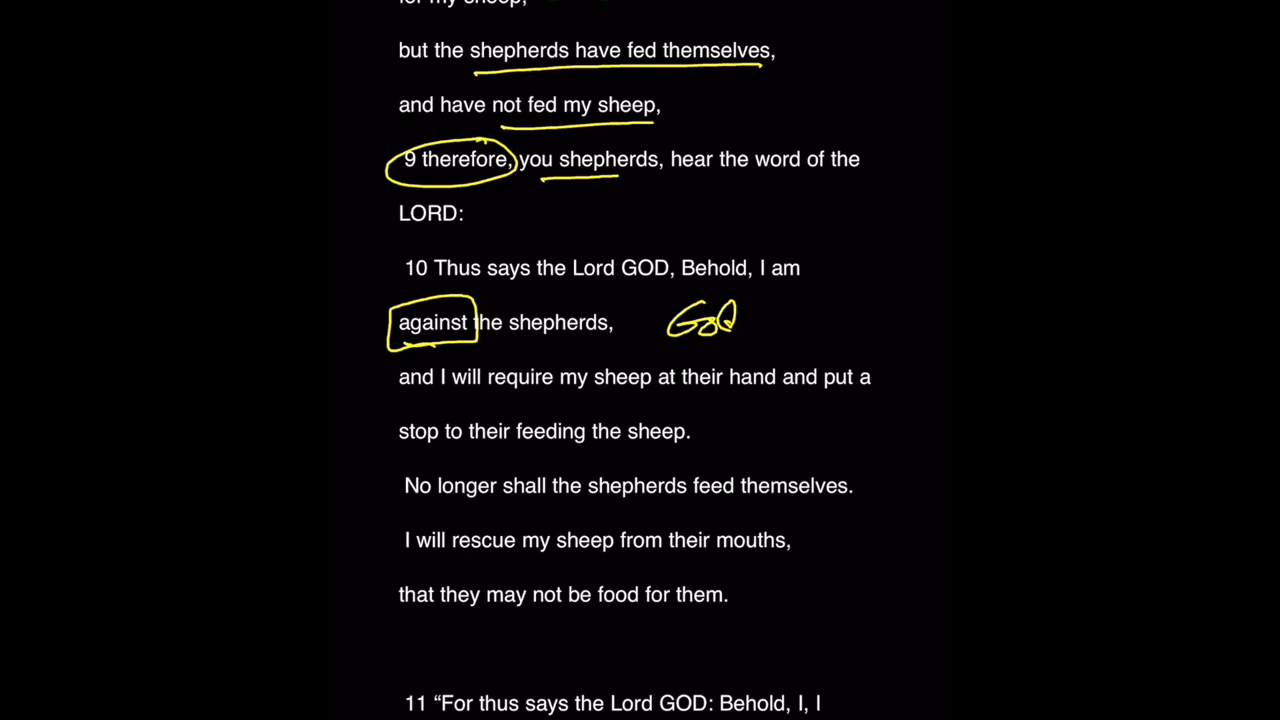 for my sheep,
but the shepherds have fed themselves,
and have not fed my sheep,
9 therefore, you shepherds, hear the word of the
LORD:
10 Thus says the Lord GOD, Behold, I am
against the shepherds, God
and I will require my sheep at their hand and put a
stop to their feeding the sheep.
No longer shall the shepherds feed themselves.
I will rescue my sheep from their mouths,
that they may not be food for them.
11 “For thus says the Lord GOD: Behold, I, I